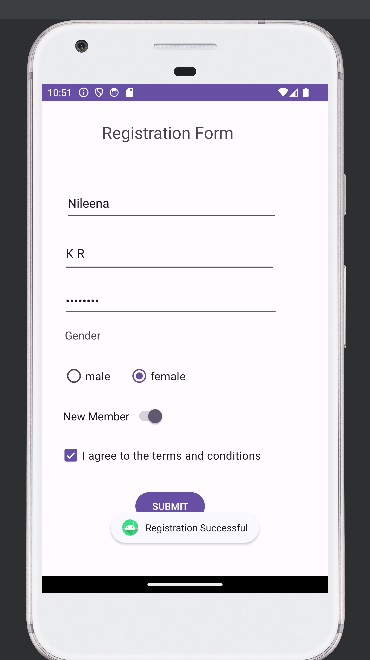 10:51
Registration Form
Nileena
K R
••••••••
Gender
male female
New Member
I agree to the terms and conditions
SUBMIT
Registration Successful